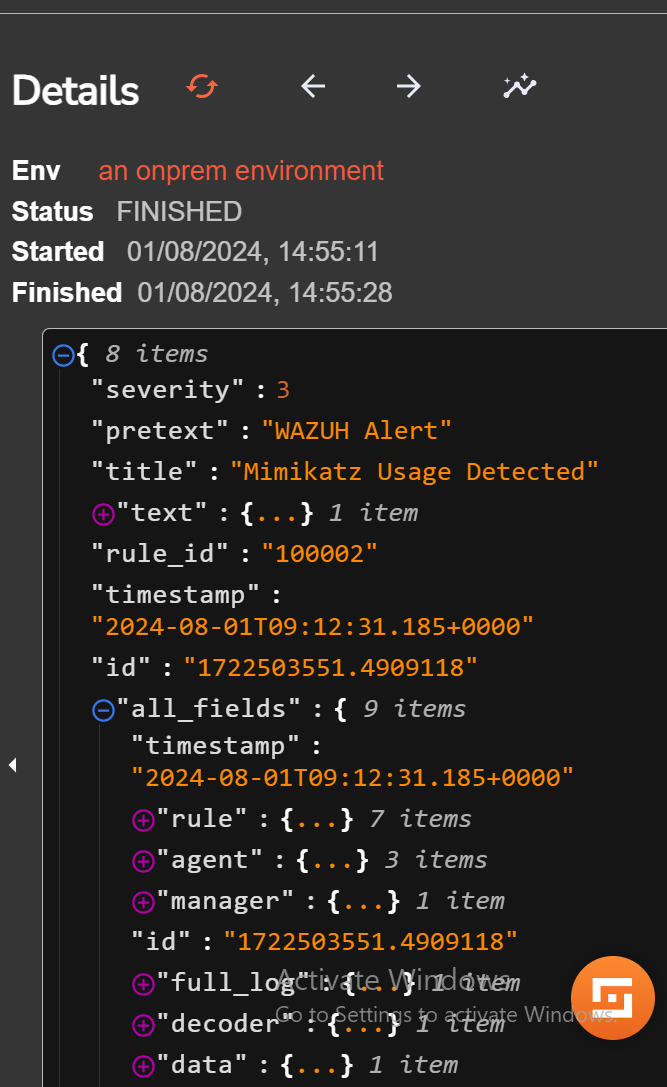 Details
Env an onprem environment
Status FINISHED
Started 01/08/2024, 14:55:11
Finished 01/08/2024, 14:55:28
{ 8 items
"severity" : 3
"pretext" : "WAZUH Alert"
"title" : "Mimikatz Usage Detected"
"text" : {...} 1 item
"rule_id" : "100002"
"timestamp" :
"2024-08-01T09:12:31.185+0000"
"id" : "1722503551.4909118"
"all_fields" : { 9 items
"timestamp" :
"2024-08-01T09:12:31.185+0000"
"rule" : {...} 7 items
"agent" : {...} 3 items
"manager" : {...} 1 item
"id" : "1722503551.4909118"
"full_log" : {...} 1 item
Activate Windows
"decoder" : {...} 1 item
Go to Settings to activate Windows.
"data" : {...} 1 item